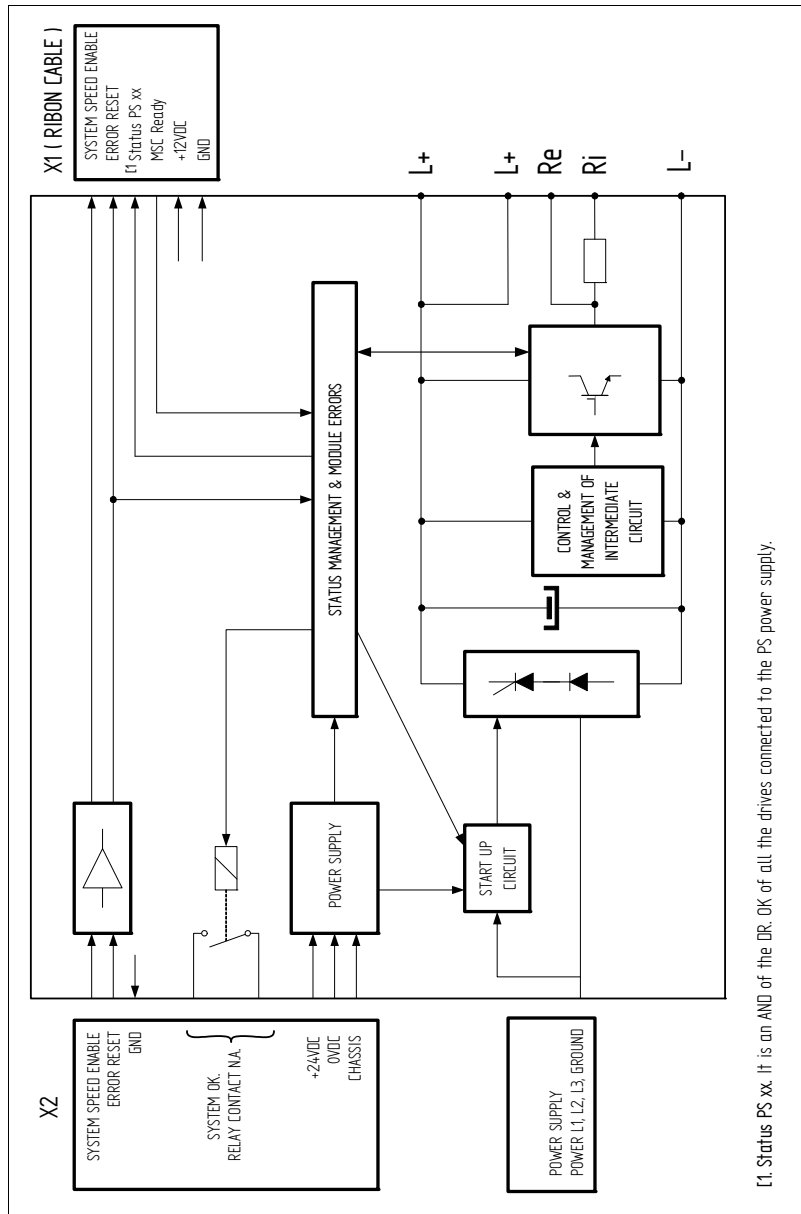 X1 ( RIBON CABLE )
SYSTEM SPEED ENABLE
ERROR RESET
[1 Status PS xx
MSC Ready
+12VDC
GND
L+
L+
Re
Ri
L-
STATUS MANAGEMENT & MODULE ERRORS
CONTROL &
MANAGEMENT OF
INTERMEDIATE
CIRCUIT
POWER SUPPLY
START UP
CIRCUIT
X2
SYSTEM SPEED ENABLE
ERROR RESET
GND
SYSTEM OK.
RELAY CONTACT N.A.
+24VDC
0VDC
CHASSIS
POWER SUPPLY
POWER L1, L2, L3, GROUND
[1. Status PS xx. It is an AND of the DR. OK of all the drives connected to the PS power supply.